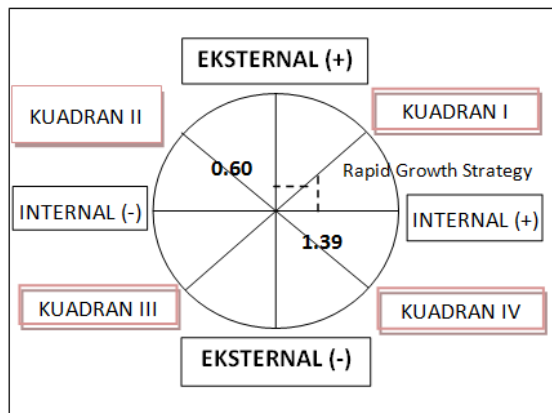 EKSTERNAL (+)
KUADRAN II
KUADRAN I
0.60
Rapid Growth Strategy
INTERNAL (-)
INTERNAL (+)
1.39
KUADRAN III
KUADRAN IV
EKSTERNAL (-)